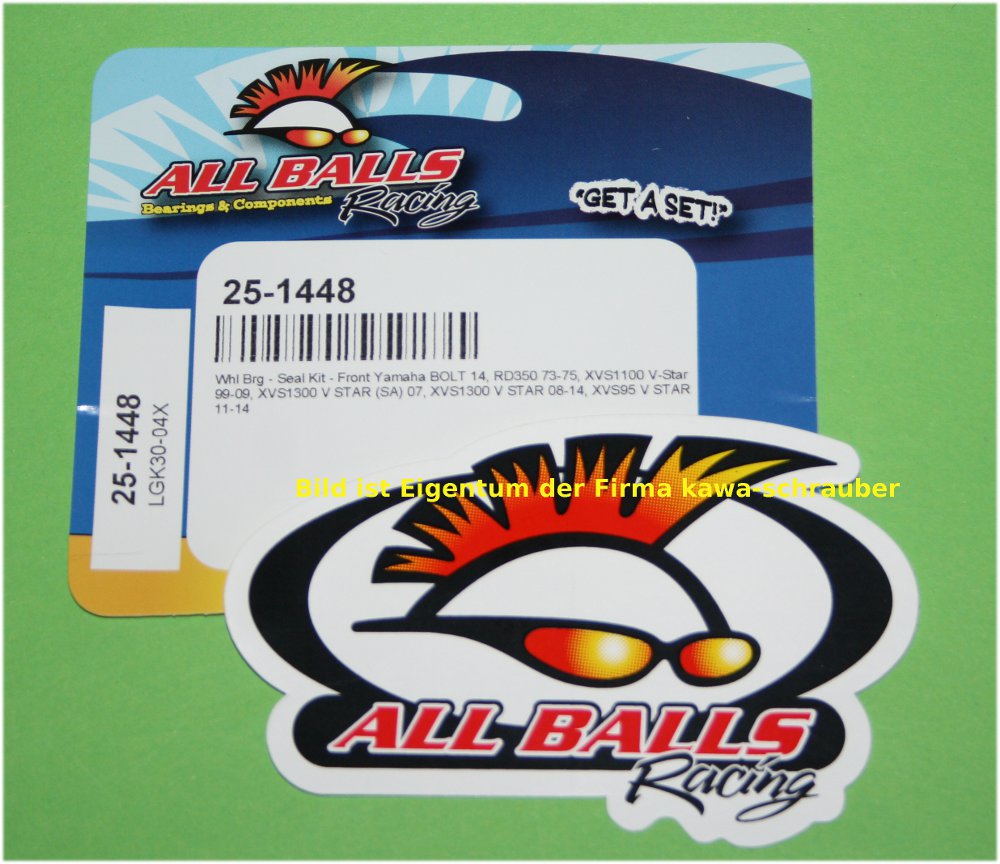 ALL BALLS
Bearings & Components
Racing
"GET A SET!"
25-1448
Whl Brg - Seal Kit - Front Yamaha BOLT 14, RD350 73-75, XVS1100 V-Star
99-09, XVS1300 V STAR (SA) 07, XVS1300 V STAR 08-14, XVS95 V STAR
11-14
25-1448
LGK30-04X
Bild ist Eigentum der Firma kawa-schrauber
ALL BALLS
Racing